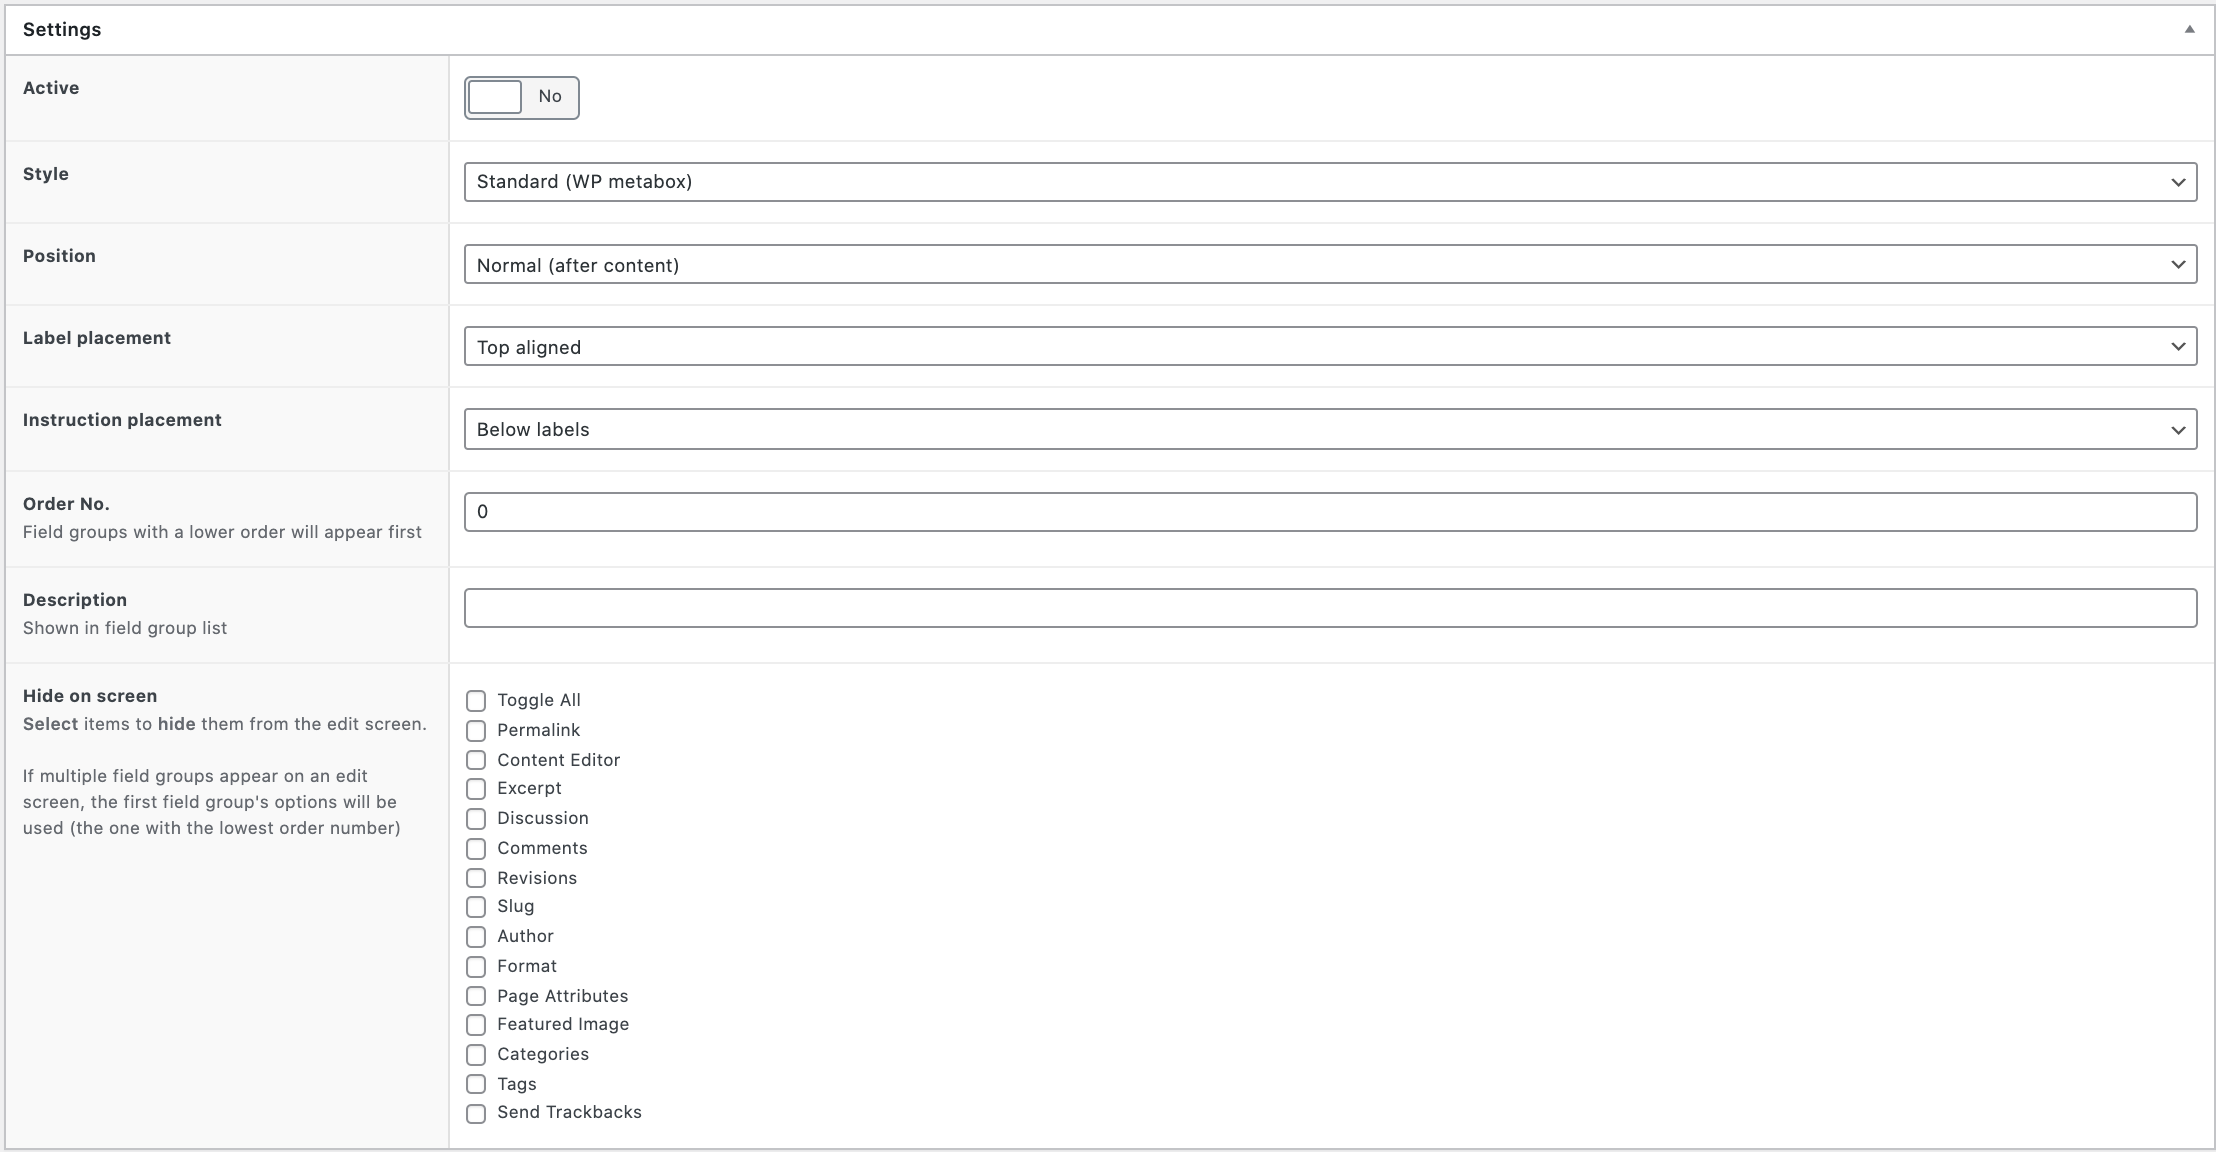 Settings
Active
No
Style
Standard (WP metabox)
Position
Normal (after content)
Label placement
Top aligned
Instruction placement
Below labels
Order No.
Field groups with a lower order will appear first
0
Description
Shown in field group list
Hide on screen
Select items to hide them from the edit screen.
If multiple field groups appear on an edit
screen, the first field group's options will be
used (the one with the lowest order number)
Toggle All
Permalink
Content Editor
Excerpt
Discussion
Comments
Revisions
Slug
Author
Format
Page Attributes
Featured Image
Categories
Tags
Send Trackbacks